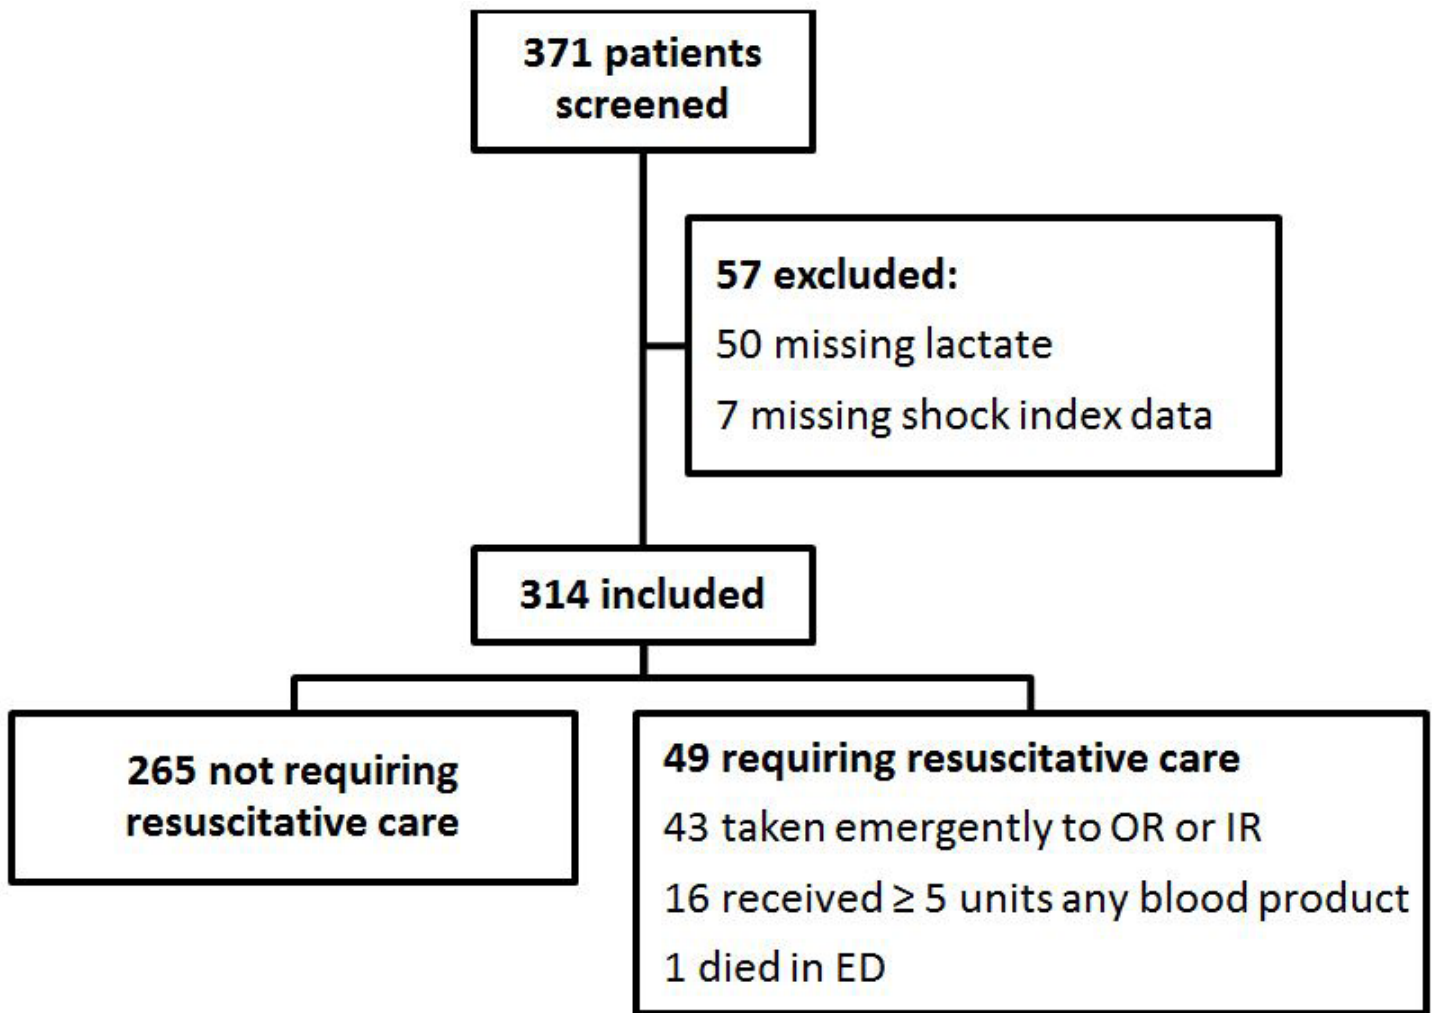 371 patients
screened
57 excluded:
50 missing lactate
7 missing shock index data
314 included
265 not requiring
resuscitative care
49 requiring resuscitative care
43 taken emergently to OR or IR
16 received ≥ 5 units any blood product
1 died in ED